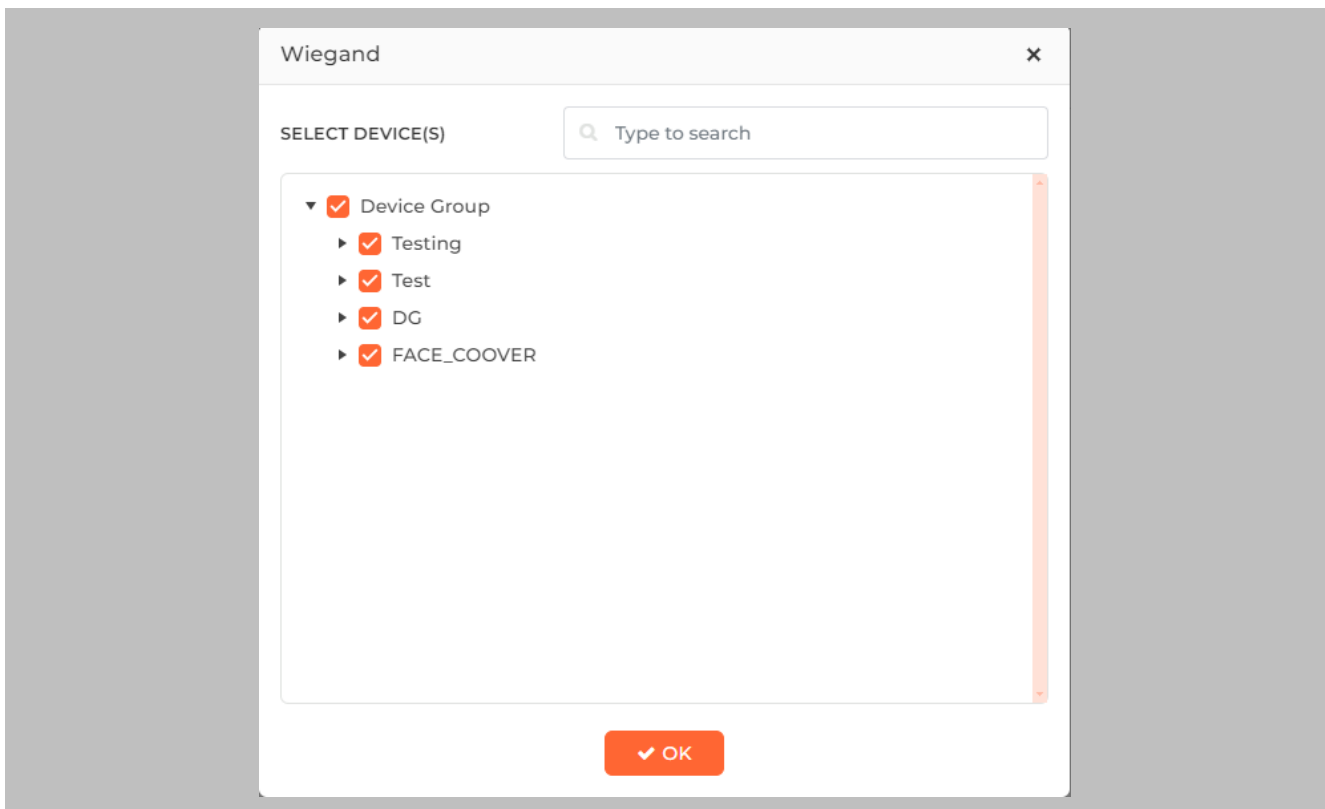 Wiegand
SELECT DEVICE(S) Type to search
Device Group
Testing
Test
DG
FACE_COOVER
OK